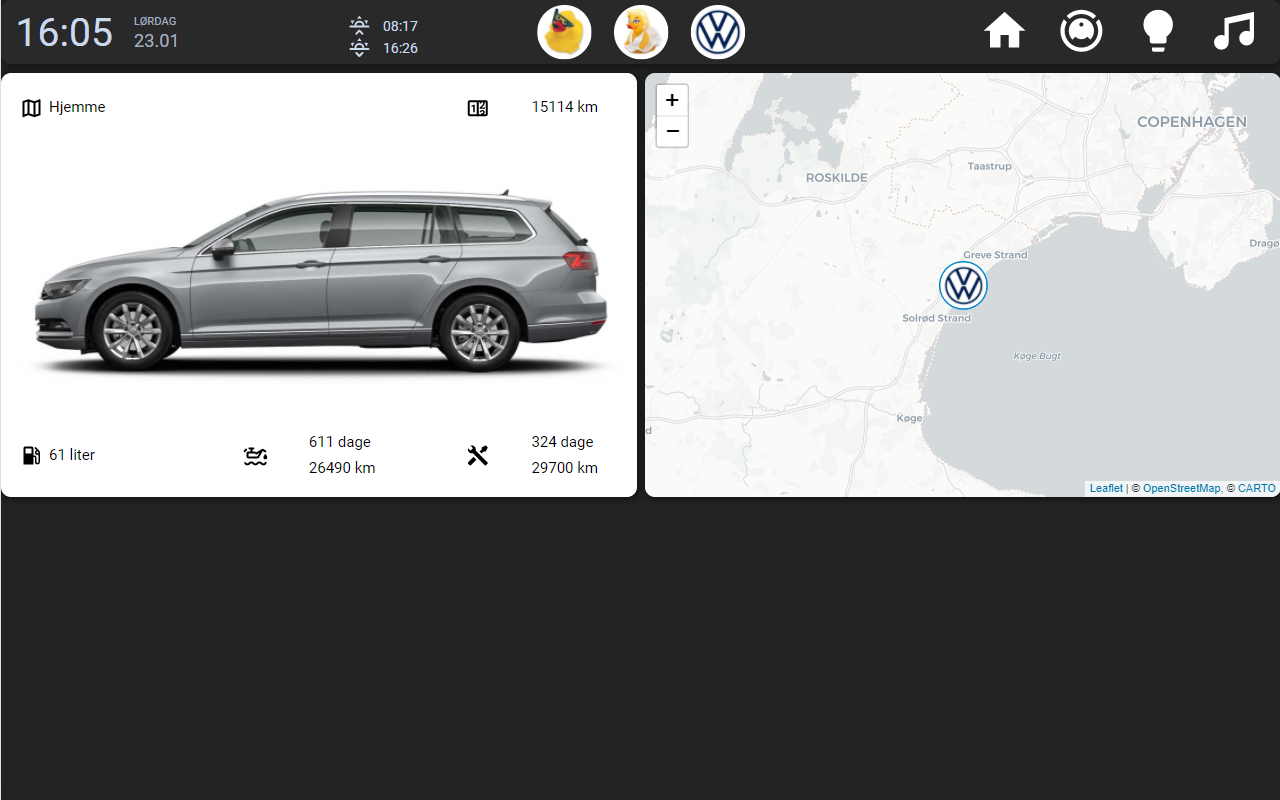 16:05
LØRDAG
23.01
08:17
16:26
Hjemme
15114 km
61 liter
611 dage
26490 km
324 dage
29700 km
+
−
COPENHAGEN
Taastrup
ROSKILDE
Dragø
Greve Strand
Solrød Strand
Køge Bugt
Køge
d
Leaflet | © OpenStreetMap, © CARTO